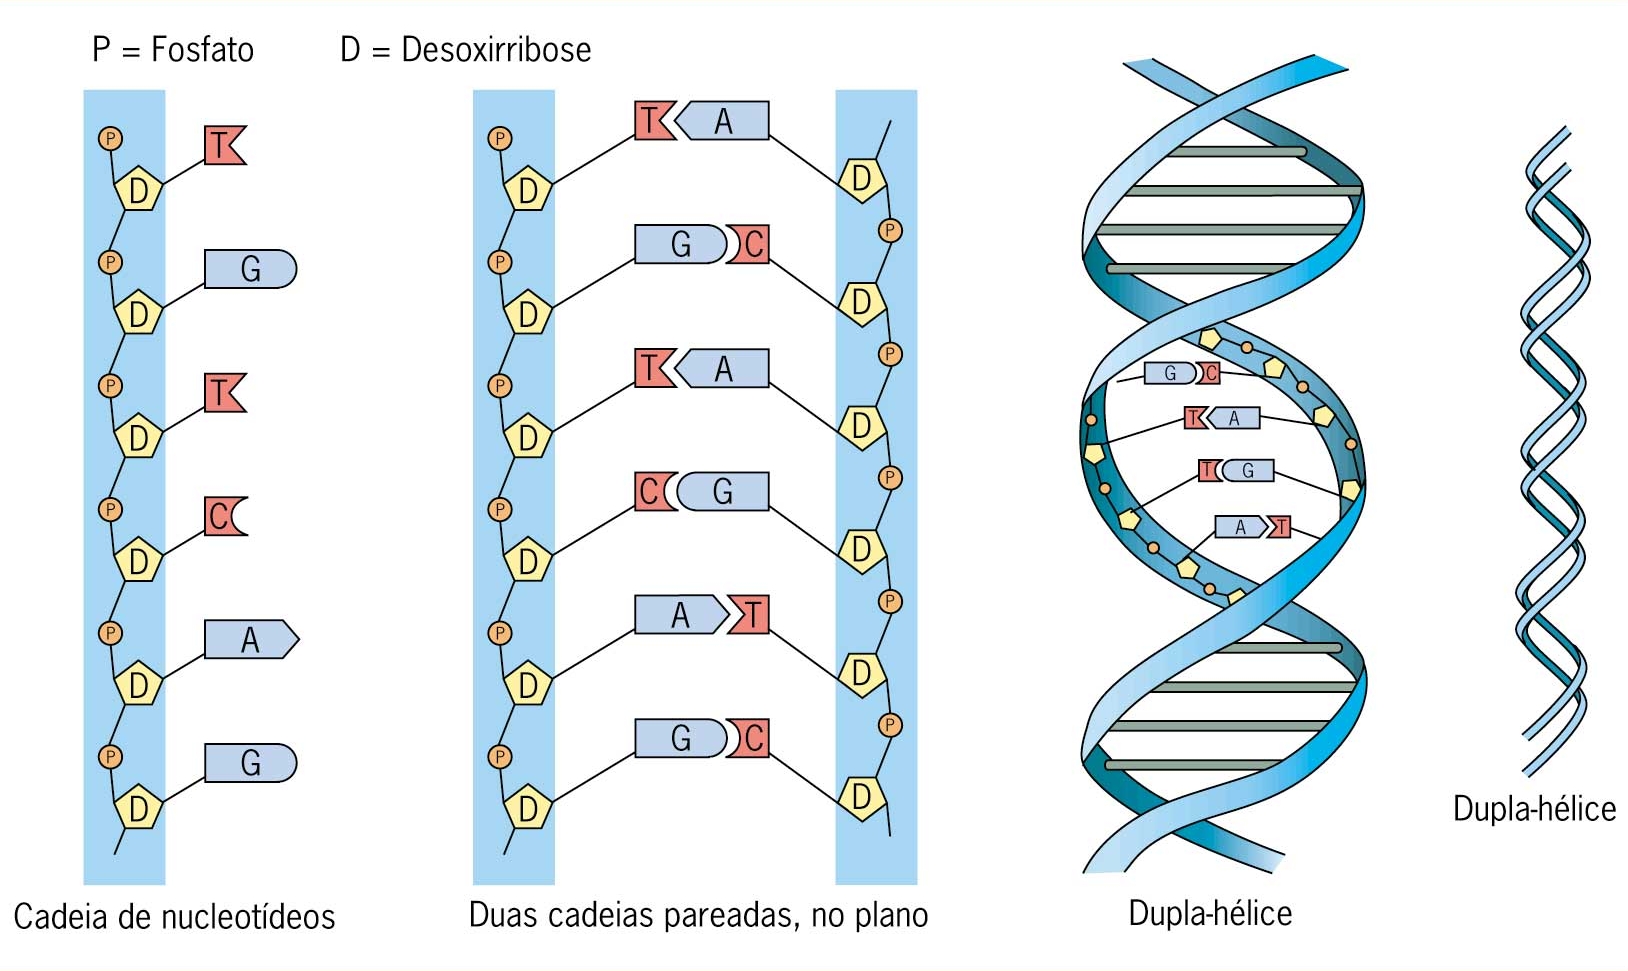 P = Fosfato D = Desoxirribose
P
T
D
P
G
D
P
T
D
P
C
D
P
A
D
P
G
D
Cadeia de nucleotídeos
T A
P
D D
G C
P
P
D D
T A
P
P
D D
C G
P
P
D D
A T
P
P
D D
G C
P
P
D D
Duas cadeias pareadas, no plano
G C
T A
T G
A T
Dupla-hélice
Dupla-hélice